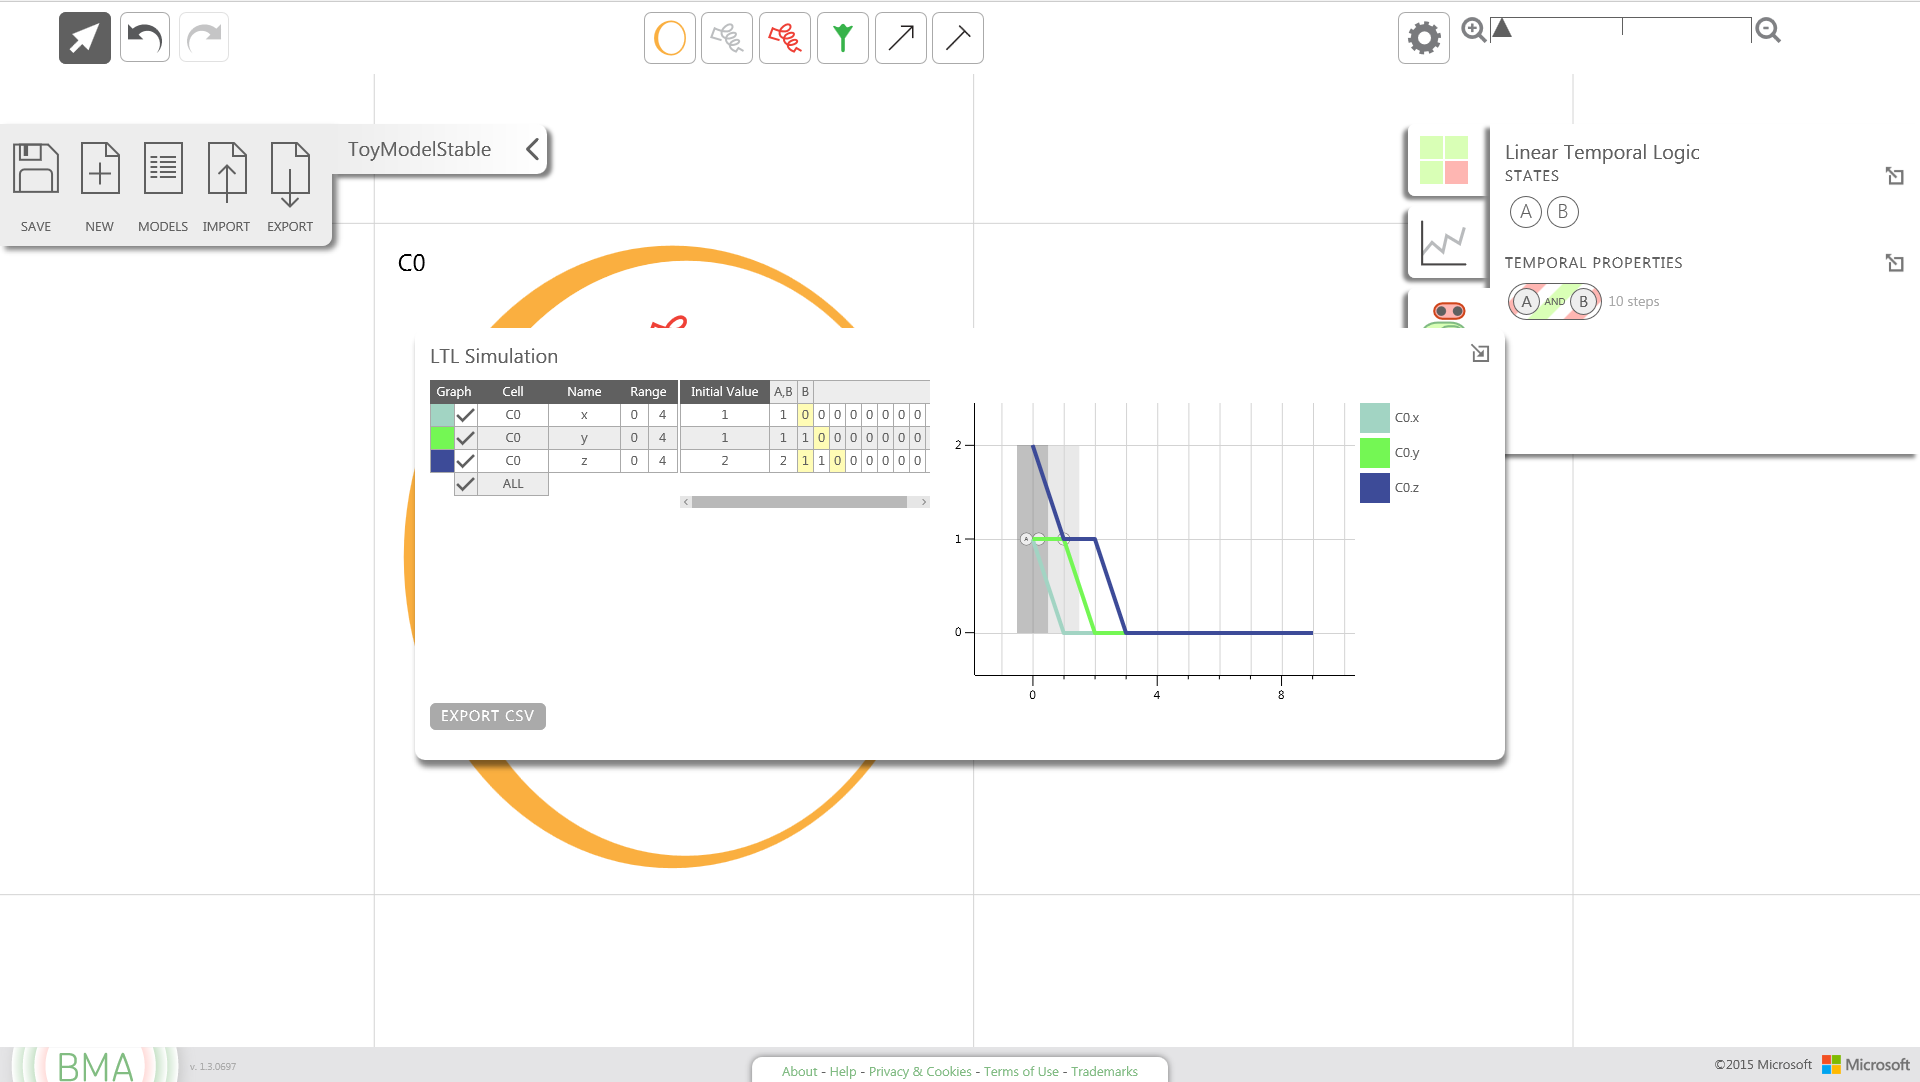 ToyModelStable
SAVE NEW MODELS IMPORT EXPORT
C0
Linear Temporal Logic
STATES
A B
TEMPORAL PROPERTIES
A AND B 10 steps
LTL Simulation
Graph Cell Name Range Initial Value A,B B
C0 x 0 4 1 1 0 0 0 0 0 0 0 0
C0 y 0 4 1 1 1 0 0 0 0 0 0 0
C0 z 0 4 2 2 1 1 0 0 0 0 0 0
ALL
2
1
0
A
0 4 8
C0.x
C0.y
C0.z
EXPORT CSV
BMA
v. 1.3.0697
About - Help - Privacy & Cookies - Terms of Use - Trademarks
©2015 Microsoft Microsoft